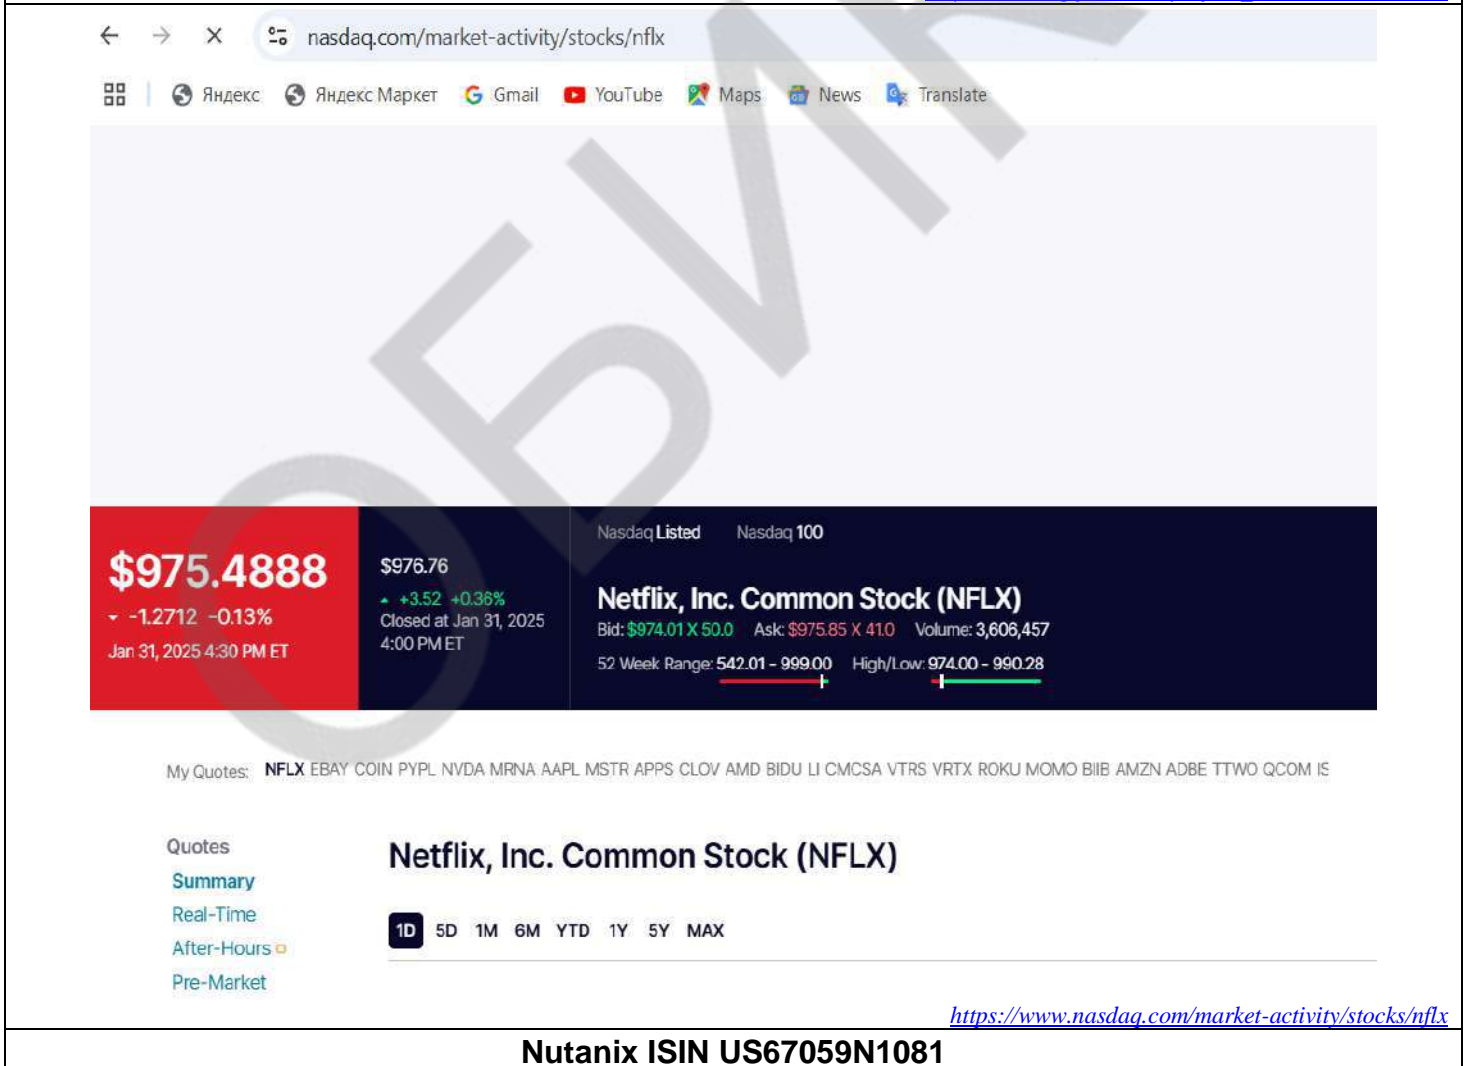 nasdaq.com/market-activity/stocks/nflx
Яндекс Яндекс Маркет Gmail YouTube Maps News Translate
ОБИ
Nasdaq Listed Nasdaq 100
$975.4888
-1.2712 -0.13%
Jan 31, 2025 4:30 PM ET
$976.76
+3.52 +0.36%
Closed at Jan 31, 2025
4:00 PM ET
Netflix, Inc. Common Stock (NFLX)
Bid: $974.01 X 50.0 Ask: $975.85 X 41.0 Volume: 3,606,457
52 Week Range: 542.01 - 999.00 High/Low: 974.00 - 990.28
My Quotes: NFLX EBAY COIN PYPL NVDA MRNA AAPL MSTR APPS CLOV AMD BIDU LI CMCSA VTRS VRTX ROKU MOMO BIIB AMZN ADBE TTWO QCOM IS
Quotes
Summary
Real-Time
After-Hours
Pre-Market
Netflix, Inc. Common Stock (NFLX)
1D 5D 1M 6M YTD 1Y 5Y MAX
https://www.nasdaq.com/market-activity/stocks/nflx
Nutanix ISIN US67059N1081